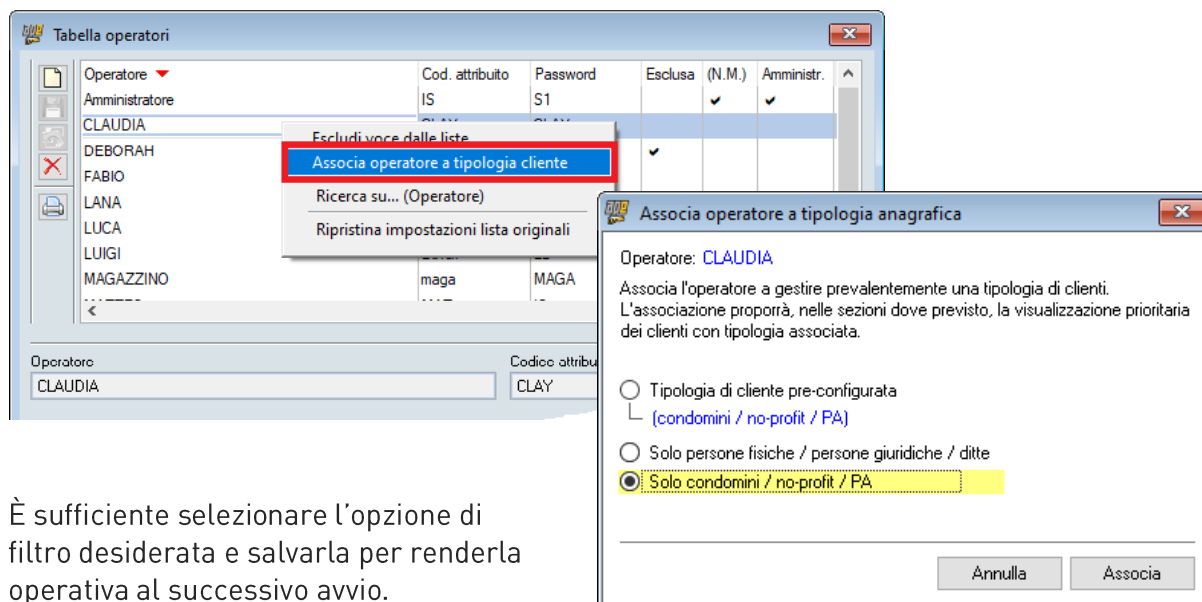 Tabella operatori
Operatore Cod. attribuito Password Esclusa (N.M.) Amministr.
Amministratore IS S1
CLAUDIA
DEBORAH
FABIO
LANA
LUCA
LUIGI
MAGAZZINO maga MAGA
Escludi voce dalle liste
Associa operatore a tipologia cliente
Ricerca su... (Operatore)
Ripristina impostazioni lista originali
Operatore Codice attribu
CLAUDIA CLAY
Associa operatore a tipologia anagrafica
Operatore: CLAUDIA
Associa l'operatore a gestire prevalentemente una tipologia di clienti.
L'associazione proporrà, nelle sezioni dove previsto, la visualizzazione prioritaria
dei clienti con tipologia associata.
Tipologia di cliente pre-configurata
(condomini / no-profit / PA)
Solo persone fisiche / persone giuridiche / ditte
Solo condomini / no-profit / PA
Annulla Associa
È sufficiente selezionare l'opzione di
filtro desiderata e salvarla per renderla
operativa al successivo avvio.